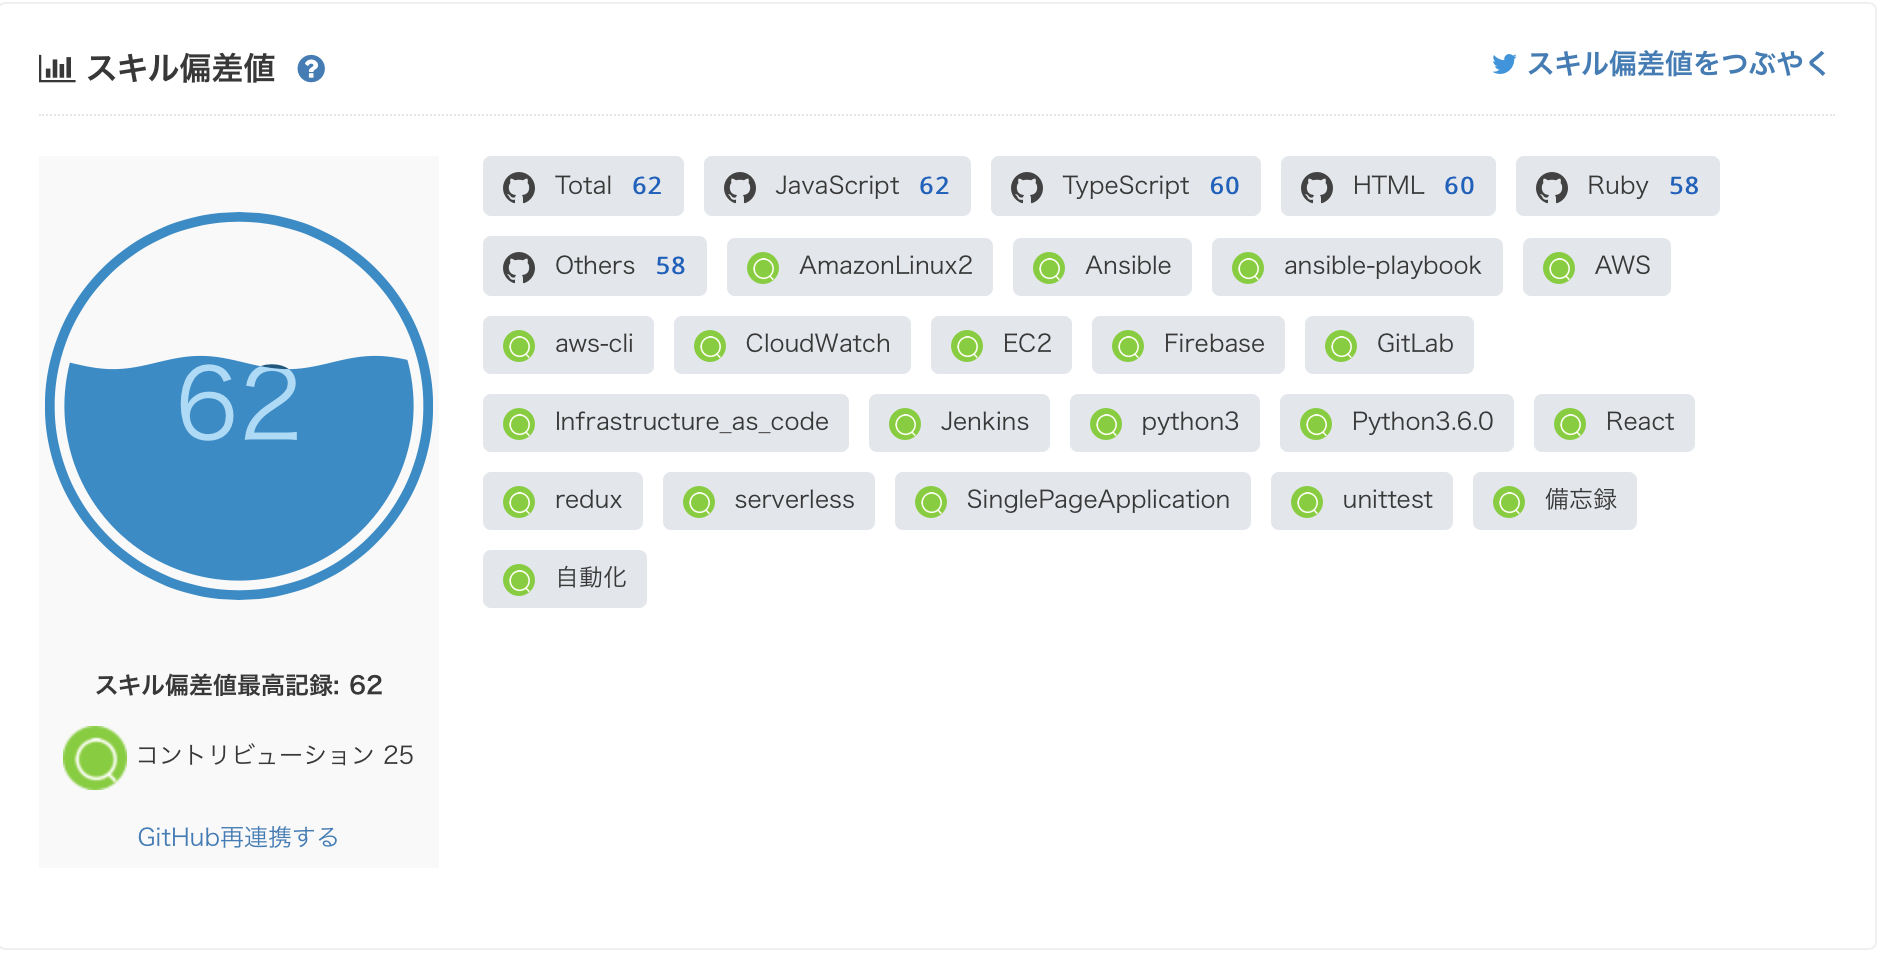 スキル偏差値 ?
スキル偏差値をつぶやく
62
スキル偏差値最高記録: 62
コントリビューション 25
GitHub再連携する
Total 62 JavaScript 62 TypeScript 60 HTML 60 Ruby 58
Others 58 AmazonLinux2 Ansible ansible-playbook AWS
aws-cli CloudWatch EC2 Firebase GitLab
Infrastructure_as_code Jenkins python3 Python3.6.0 React
redux serverless SinglePageApplication unittest 備忘録
自動化